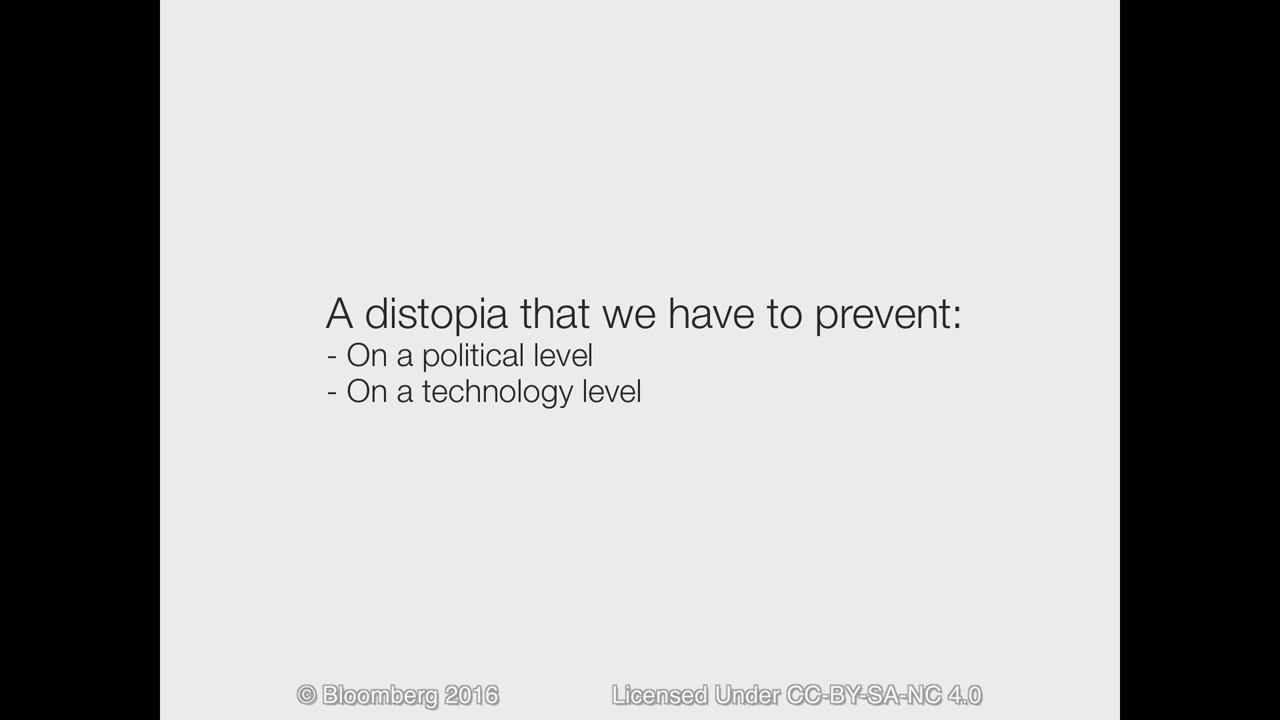 A distopia that we have to prevent:
- On a political level
- On a technology level
© Bloomberg 2016 Licensed Under CC-BY-SA-NC 4.0